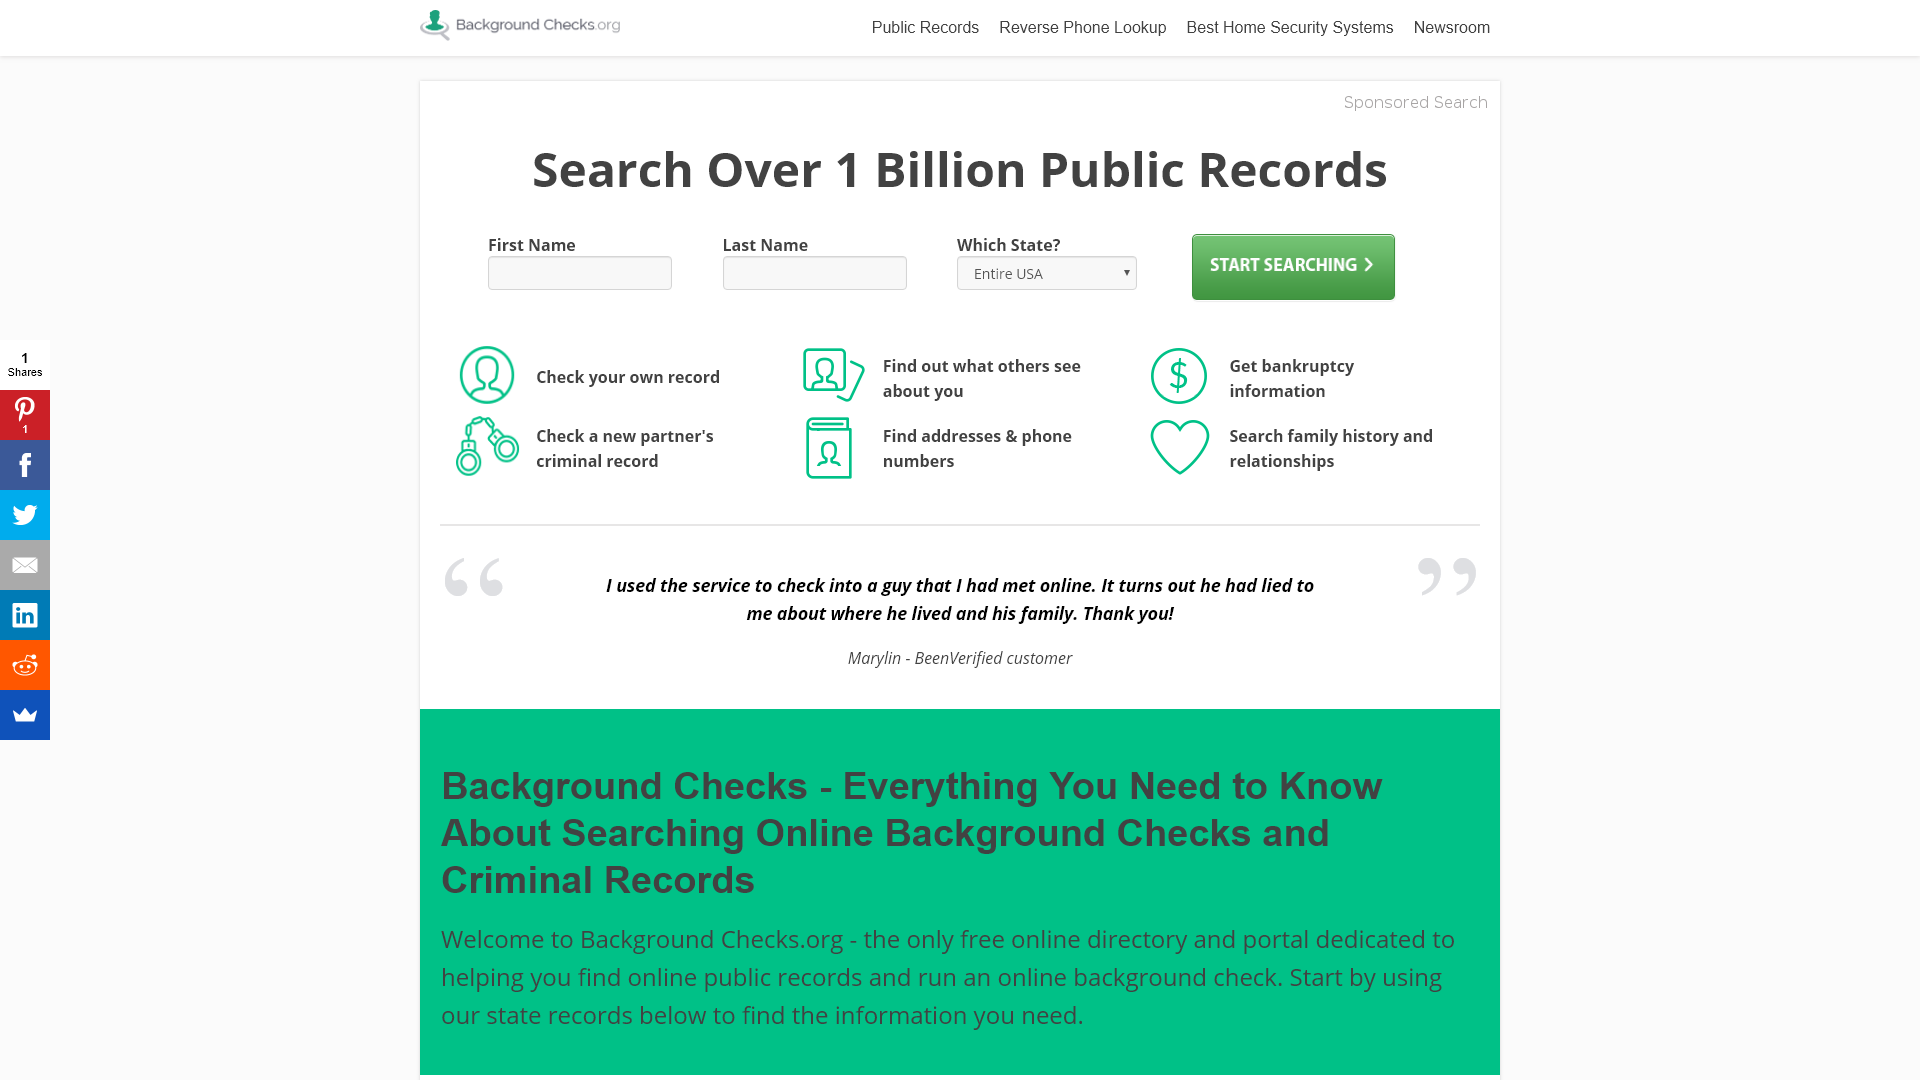 Background Checks.org
Public Records
Reverse Phone Lookup
Best Home Security Systems
Newsroom
Sponsored Search
Search Over 1 Billion Public Records
First Name
Last Name
Which State?
Entire USA
START SEARCHING
Check your own record
Find out what others see
about you
Get bankruptcy
information
Check a new partner's
criminal record
Find addresses & phone
numbers
Search family history and
relationships
1
Shares
1
I used the service to check into a guy that I had met online. It turns out he had lied to
me about where he lived and his family. Thank you!
Marylin - BeenVerified customer
Background Checks - Everything You Need to Know
About Searching Online Background Checks and
Criminal Records
Welcome to Background Checks.org - the only free online directory and portal dedicated to
helping you find online public records and run an online background check. Start by using
our state records below to find the information you need.